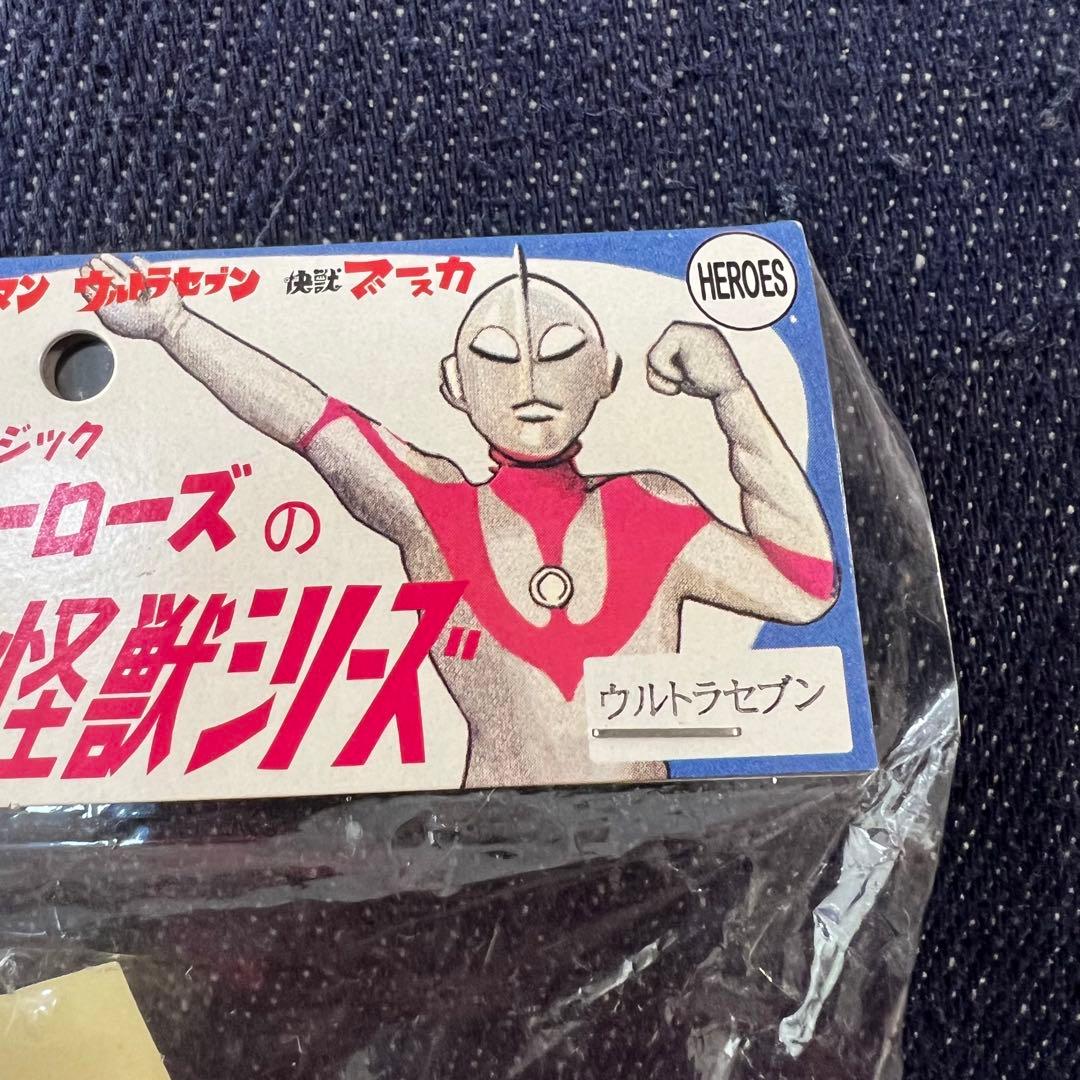 マン ウルトラセブン 快獣 ブースカ
HEROES
ジック
ーローズの
怪獣シリーズ
ウルトラセブン